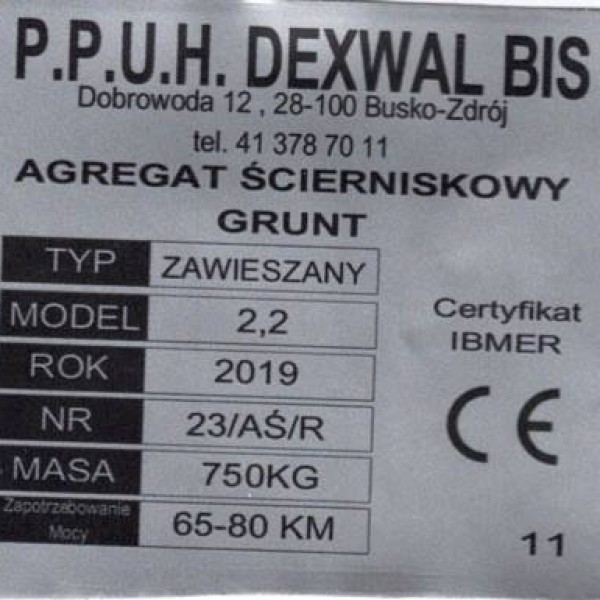 P.P.U.H. DEXWAL BIS
Dobrowoda 12 , 28-100 Busko-Zdrój
tel. 41 378 70 11
AGREGAT ŚCiERNISKOWY
GRUNT
TYP ZAWIESZANY
MODEL 2,2
ROK 2019
NR 23/AŚ/R
MASA 750KG
Zapotrzebowanie
Mocy 65-80 KM
Certyfikat
IBMER
CE
11